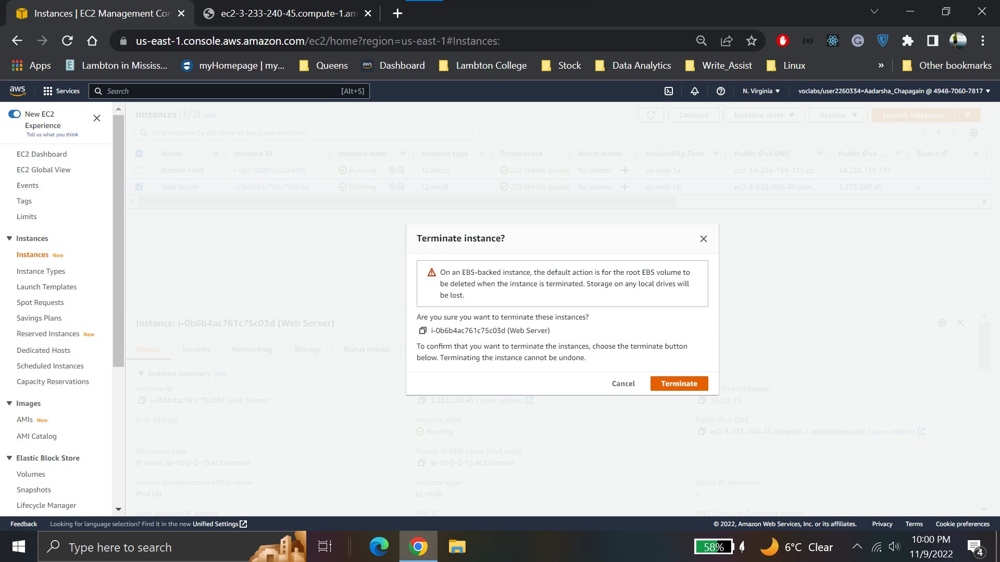 Instances | EC2 Management Con
ec2-3-233-240-45.compute-1.am
us-east-1.console.aws.amazon.com/ec2/home?region=us-east-1#Instances:
Apps
Lambton in Mississ...
myHomepage | my...
Queens
aws
Dashboard
Lambton College
Stock
Data Analytics
Write_Assist
Linux
»
Other bookmarks
aws
Services
Search
[Alt+S]
N. Virginia
voclabs/user2260334=Aadarsha_Chapagain @ 4948-7060-7817
New EC2
Experience
Tell us what you think
EC2 Dashboard
EC2 Global View
Events
Tags
Limits
Instances
Instances New
Instance Types
Launch Templates
Spot Requests
Savings Plans
Reserved Instances New
Dedicated Hosts
Scheduled Instances
Capacity Reservations
Images
AMIs New
AMI Catalog
Elastic Block Store
Volumes
Snapshots
Lifecycle Manager
Instances (1/2) Info
Connect
Instance state
Actions
Launch instances
Find instance by attribute or tag (case-sensitive)
1
Name
Instance ID
Instance state
Instance type
Status check
Alarm status
Availability Zone
Public IPv4 DNS
Public IPv4 ...
Elastic IP
Bastion Host i-0bc7088f2626f4d8c Running t2.micro 2/2 checks passed No alarms us-east-1a ec2-34-238-139-135.co... 34.238.139.135 –
Web Server i-0b6b4ac761c75c03d Running t2.small 2/2 checks passed No alarms us-east-1b ec2-3-233-240-45.com... 3.233.240.45 –
Terminate instance?
On an EBS-backed instance, the default action is for the root EBS volume to
be deleted when the instance is terminated. Storage on any local drives will
be lost.
Are you sure you want to terminate these instances?
i-0b6b4ac761c75c03d (Web Server)
To confirm that you want to terminate the instances, choose the terminate button
below. Terminating the instance cannot be undone.
Cancel
Terminate
Instance: i-0b6b4ac761c75c03d (Web Server)
Details
Security
Networking
Storage
Status checks
Instance summary Info
Instance ID
i-0b6b4ac761c75c03d (Web Server)
3.233.240.45 | open address
IPv4 addresses
10.0.2.15
IPv6 address
–
Instance state
Running
Public IPv4 DNS
ec2-3-233-240-45.compute-1.amazonaws.com | open address
Hostname type
IP name: ip-10-0-2-15.ec2.internal
Private IP DNS name (IPv4 only)
ip-10-0-2-15.ec2.internal
Answer private resource DNS name
IPv4 (A)
Instance type
t2.small
Elastic IP addresses
–
Auto-assigned IP address
VPC ID
AWS Compute Optimizer finding
Feedback
Looking for language selection? Find it in the new Unified Settings
© 2022, Amazon Web Services, Inc. or its affiliates.
Privacy
Terms
Cookie preferences
Type here to search
58%
6°C Clear
10:00 PM
11/9/2022
4